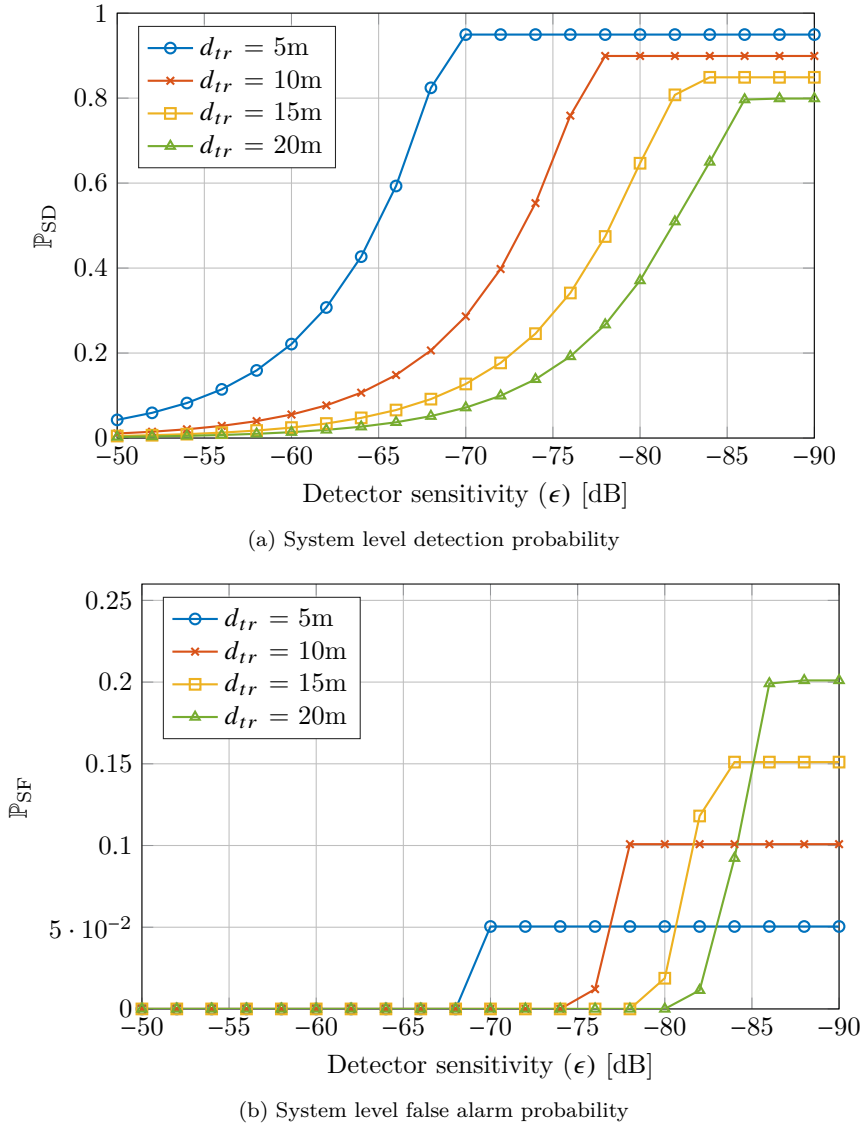 1
0.8
0.6
0.4
0.2
0
ℙSD
d_tr = 5m
d_tr = 10m
d_tr = 15m
d_tr = 20m
−50 −55 −60 −65 −70 −75 −80 −85 −90
Detector sensitivity (ϵ) [dB]
(a) System level detection probability
0.25
0.2
0.15
0.1
5 · 10⁻²
0
ℙSF
d_tr = 5m
d_tr = 10m
d_tr = 15m
d_tr = 20m
−50 −55 −60 −65 −70 −75 −80 −85 −90
Detector sensitivity (ϵ) [dB]
(b) System level false alarm probability